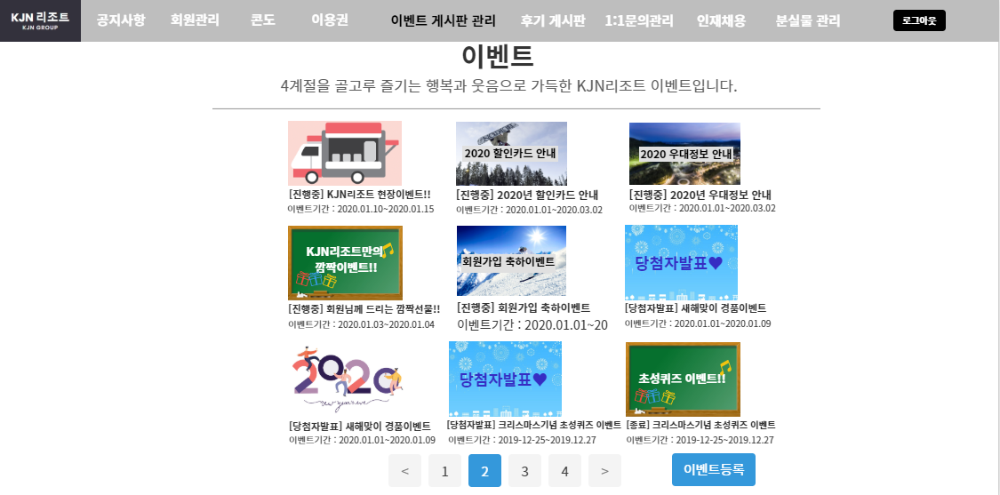 KJN 리조트
KJN GROUP
공지사항 회원관리 콘도 이용권 이벤트 게시판 관리 후기 게시판 1:1문의관리 인재채용 분실물 관리 로그아웃
이벤트
4계절을 골고루 즐기는 행복과 웃음으로 가득한 KJN리조트 이벤트입니다.
[진행중] KJN리조트 현장이벤트!!
이벤트기간 : 2020.01.10~2020.01.15
2020 할인카드 안내
[진행중] 2020년 할인카드 안내
이벤트기간 : 2020.01.01~2020.03.02
2020 우대정보 안내
[진행중] 2020년 우대정보 안내
이벤트기간 : 2020.01.01~2020.03.02
KJN리조트만의
깜짝이벤트!!
[진행중] 회원님께 드리는 깜짝선물!!
이벤트기간 : 2020.01.03~2020.01.04
회원가입 축하이벤트
[진행중] 회원가입 축하이벤트
이벤트기간 : 2020.01.01~20
당첨자발표♥
[당첨자발표] 새해맞이 경품이벤트
이벤트기간 : 2020.01.01~2020.01.09
2020
new year's eve
[당첨자발표] 새해맞이 경품이벤트
이벤트기간 : 2020.01.01~2020.01.09
당첨자발표♥
[당첨자발표] 크리스마스기념 초성퀴즈 이벤트
이벤트기간 : 2019-12-25~2019.12.27
초성퀴즈 이벤트!!
[종료] 크리스마스기념 초성퀴즈 이벤트
이벤트기간 : 2019-12-25~2019.12.27
< 1 2 3 4 > 이벤트등록